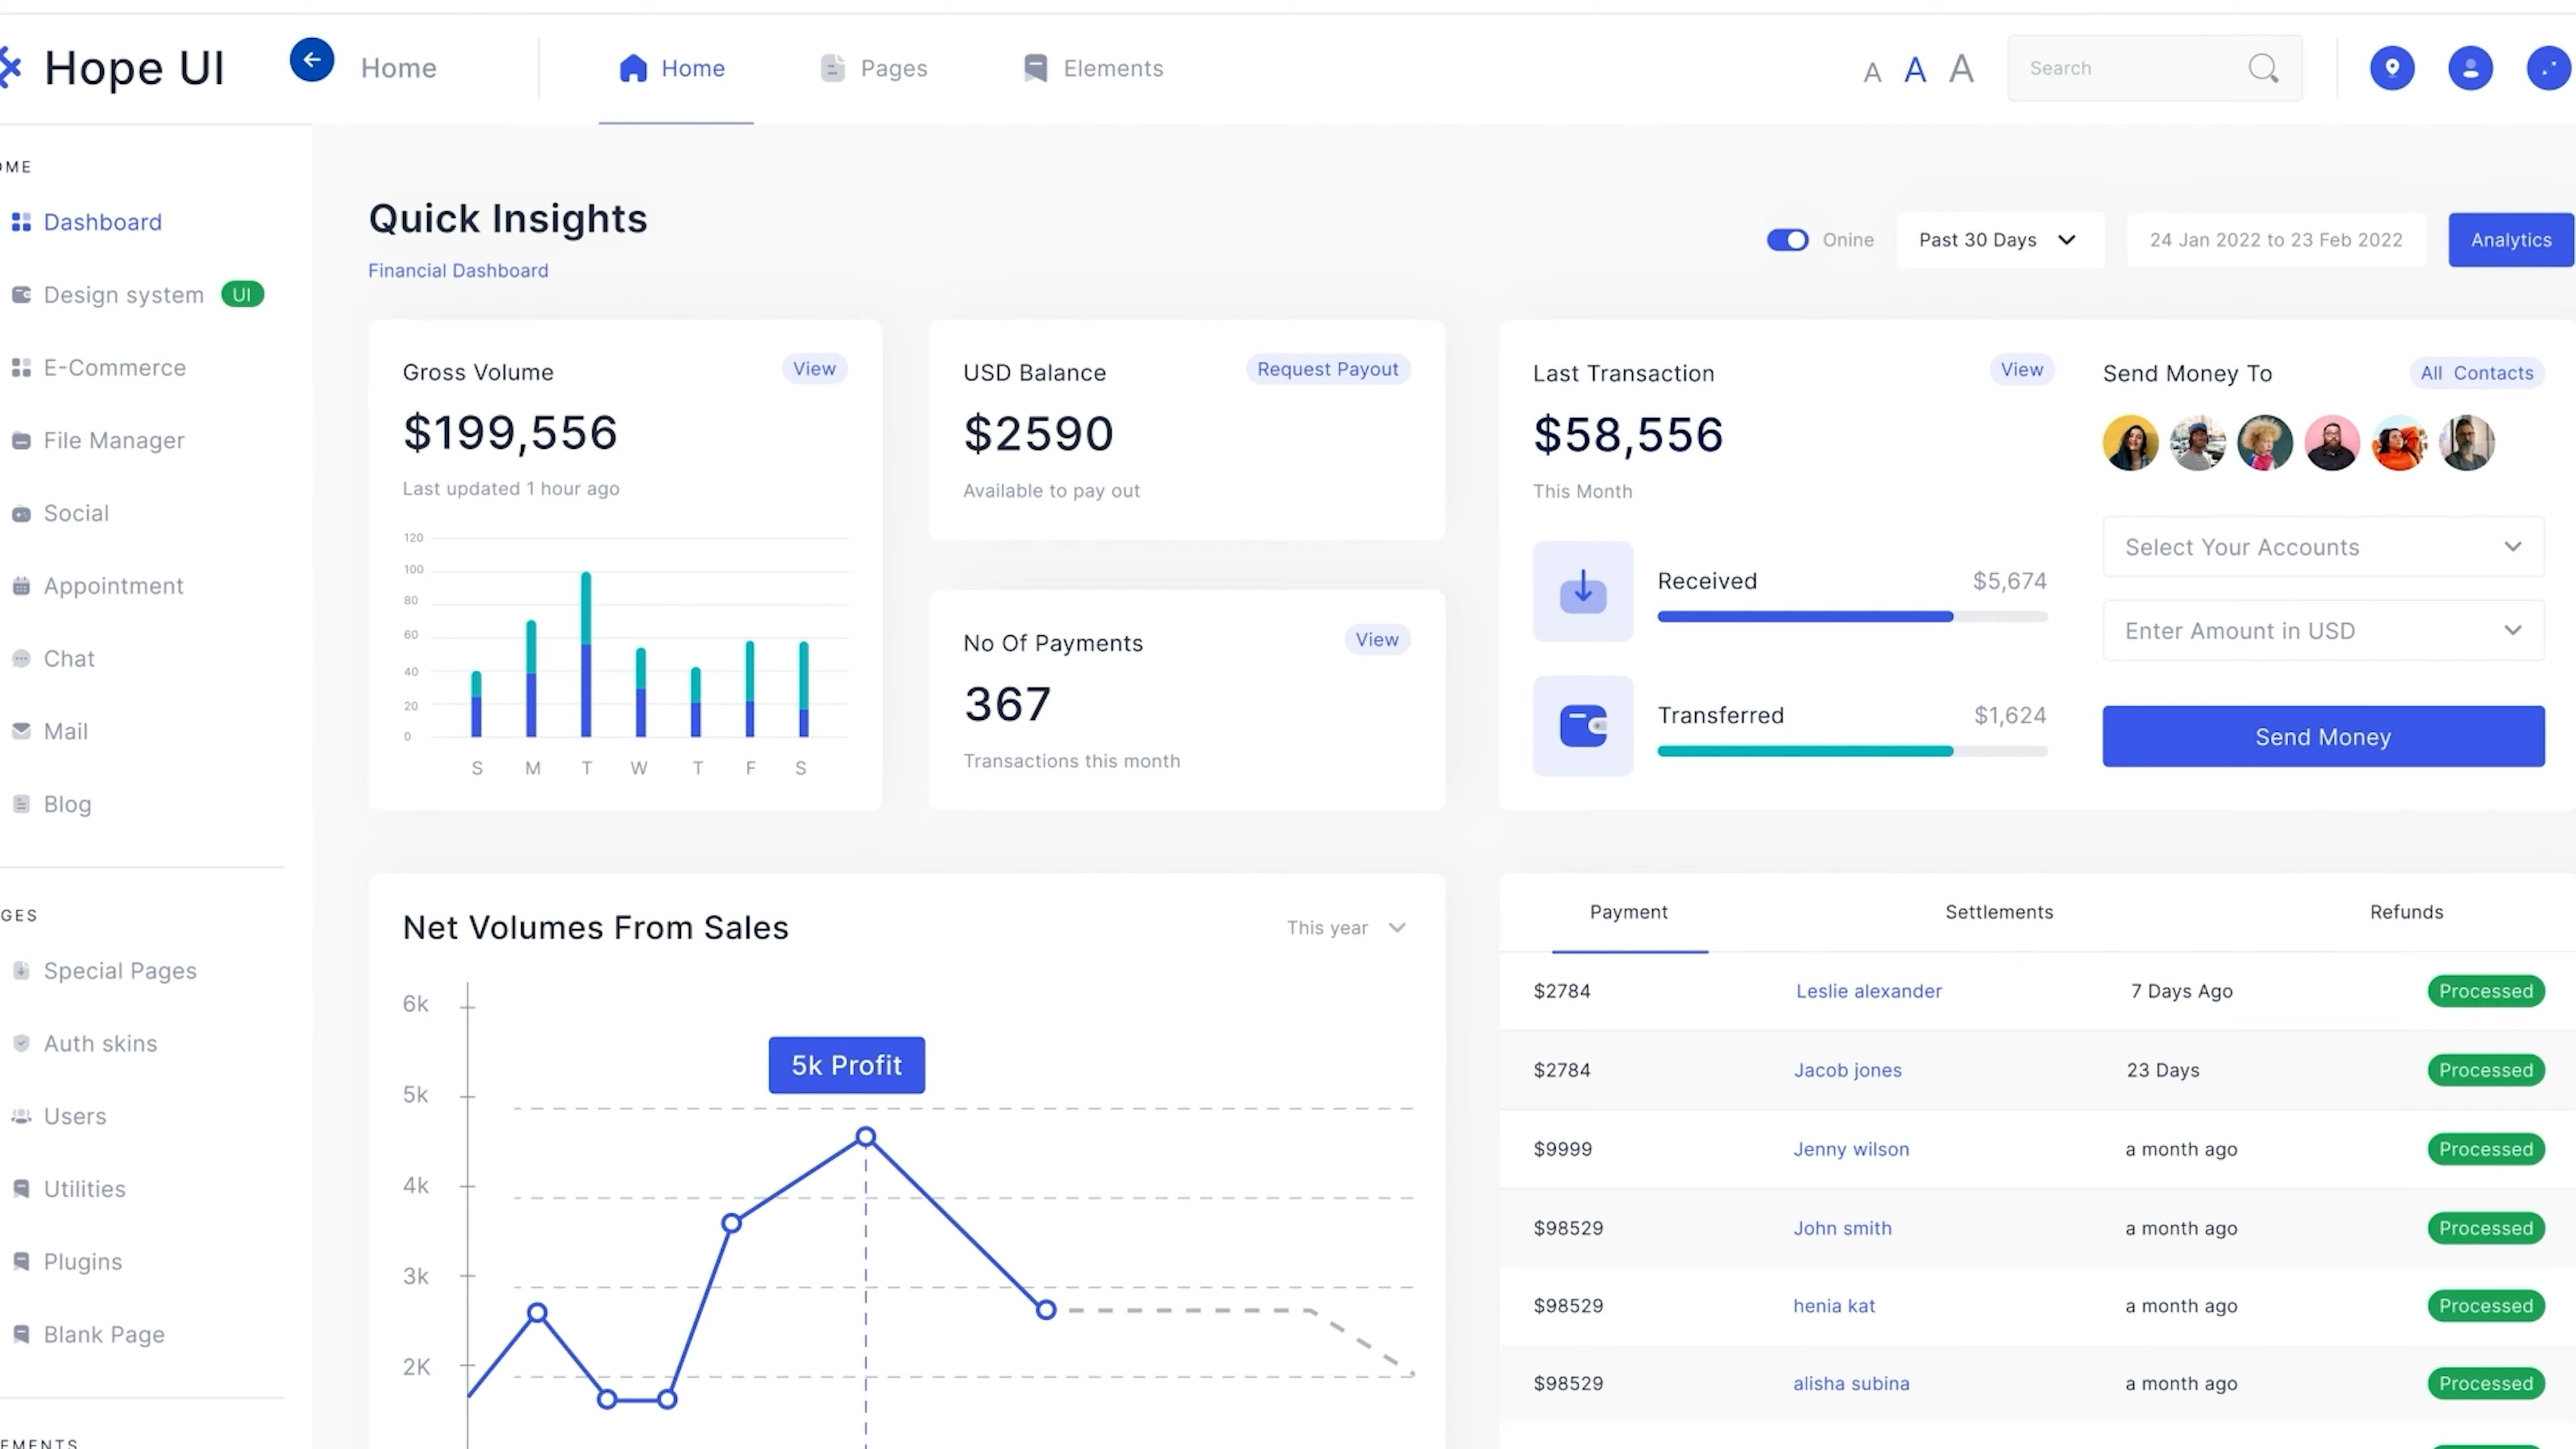 Hope UI
Home
Home
Pages
Elements
A A A
Search
OME
Dashboard
Design system UI
E-Commerce
File Manager
Social
Appointment
Chat
Mail
Blog
GES
Special Pages
Auth skins
Users
Utilities
Plugins
Blank Page
EMENTS
Quick Insights
Financial Dashboard
Onine
Past 30 Days
24 Jan 2022 to 23 Feb 2022
Analytics
Gross Volume View
$199,556
Last updated 1 hour ago
120
100
80
60
40
20
0
S M T W T F S
USD Balance Request Payout
$2590
Available to pay out
No Of Payments View
367
Transactions this month
Last Transaction View
$58,556
This Month
Received $5,674
Transferred $1,624
Send Money To All Contacts
Select Your Accounts
Enter Amount in USD
Send Money
Net Volumes From Sales This year
6k
5k Profit
5k
4k
3k
2K
Payment Settlements Refunds
$2784 Leslie alexander 7 Days Ago Processed
$2784 Jacob jones 23 Days Processed
$9999 Jenny wilson a month ago Processed
$98529 John smith a month ago Processed
$98529 henia kat a month ago Processed
$98529 alisha subina a month ago Processed